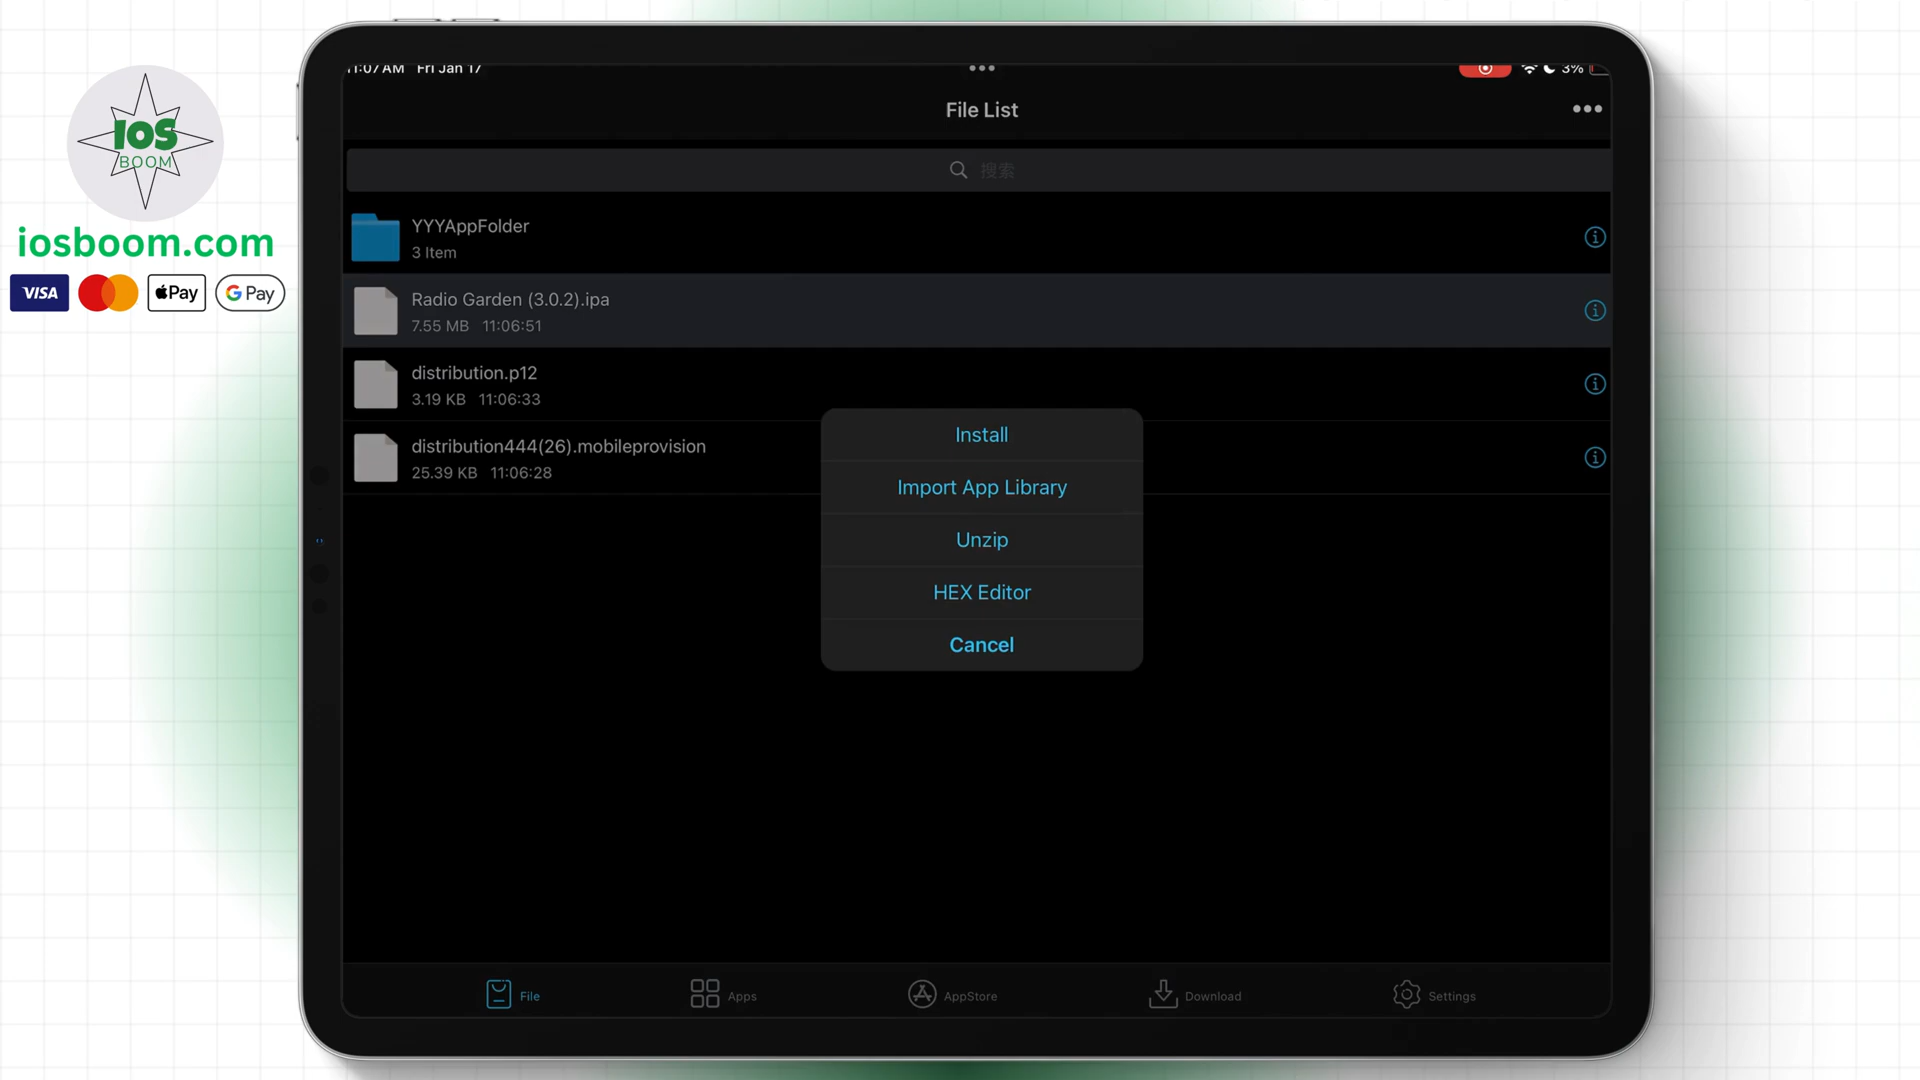 iOS
BOOM
iosboom.com
VISA
Pay
G Pay
11:07 AM Fri Jan 17
3%
File List
搜索
YYYAppFolder
3 Item
Radio Garden (3.0.2).ipa
7.55 MB 11:06:51
distribution.p12
3.19 KB 11:06:33
distribution444(26).mobileprovision
25.39 KB 11:06:28
Install
Import App Library
Unzip
HEX Editor
Cancel
File
Apps
AppStore
Download
Settings